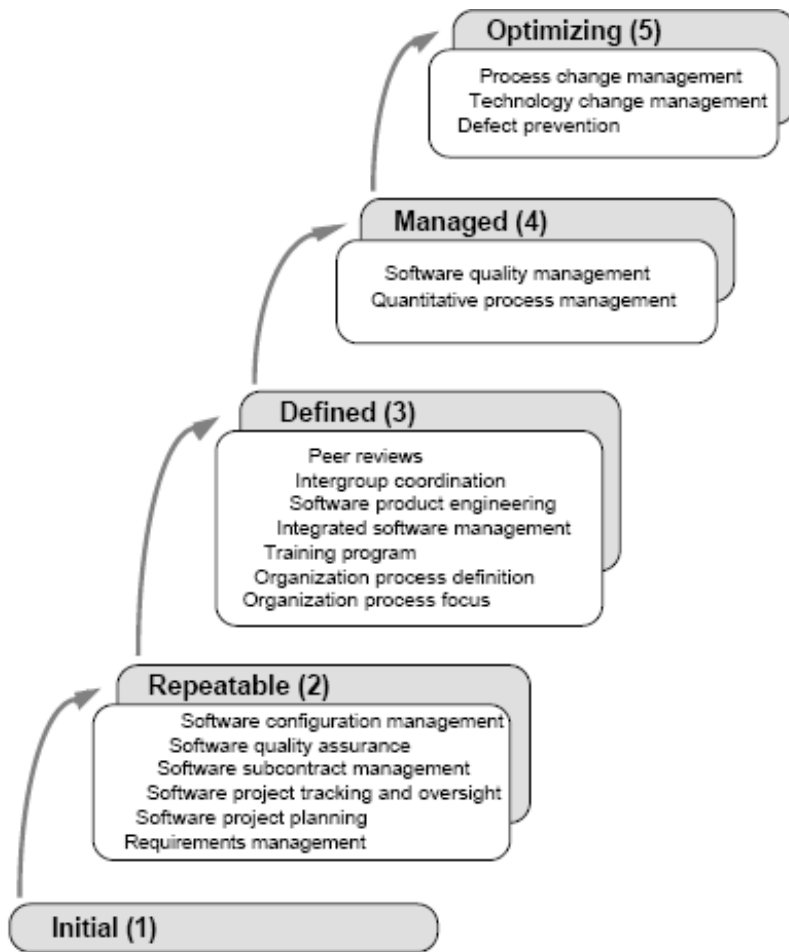 Optimizing (5)
Process change management
Technology change management
Defect prevention
Managed (4)
Software quality management
Quantitative process management
Defined (3)
Peer reviews
Intergroup coordination
Software product engineering
Integrated software management
Training program
Organization process definition
Organization process focus
Repeatable (2)
Software configuration management
Software quality assurance
Software subcontract management
Software project tracking and oversight
Software project planning
Requirements management
Initial (1)